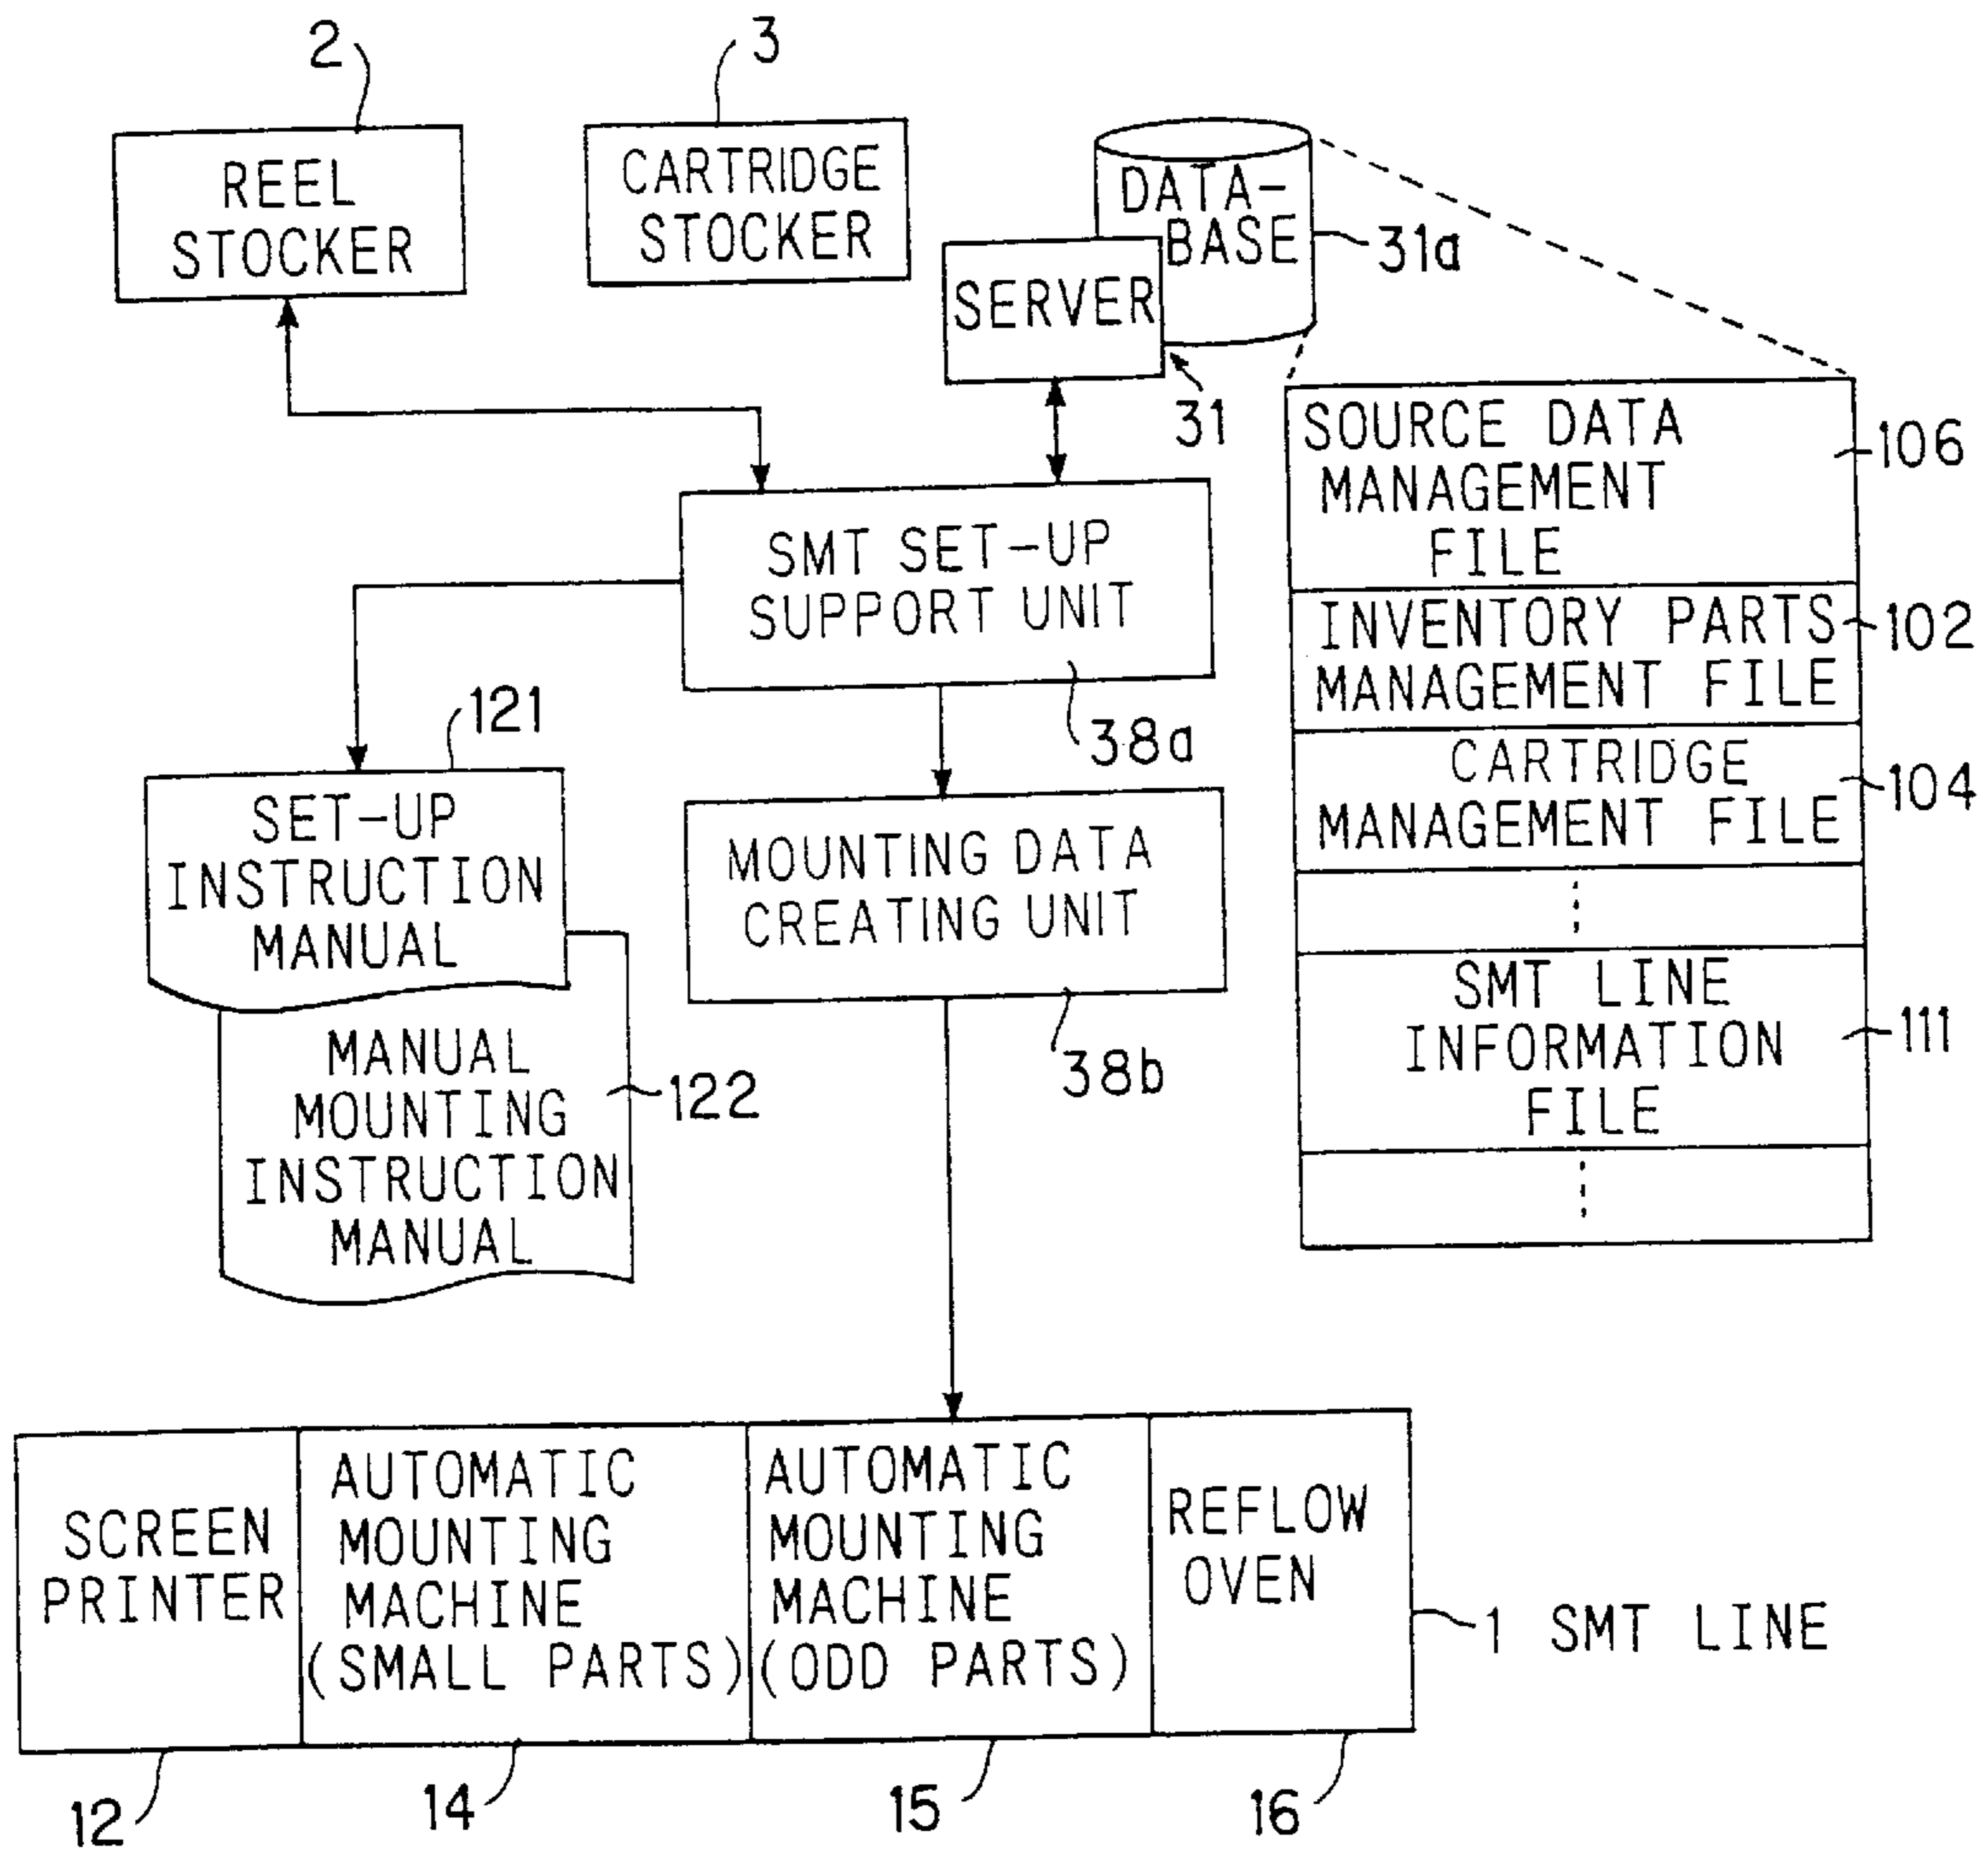 2
REEL
STOCKER
3
CARTRIDGE
STOCKER
DATA-
BASE
31a
SERVER
31
SOURCE DATA
MANAGEMENT
FILE
106
INVENTORY PARTS
MANAGEMENT FILE
102
CARTRIDGE
MANAGEMENT FILE
104
SMT LINE
INFORMATION
FILE
111
SMT SET-UP
SUPPORT UNIT
38a
121
SET-UP
INSTRUCTION
MANUAL
MOUNTING DATA
CREATING UNIT
38b
MANUAL
MOUNTING
INSTRUCTION
MANUAL
122
SCREEN
PRINTER
12
AUTOMATIC
MOUNTING
MACHINE
(SMALL PARTS)
14
AUTOMATIC
MOUNTING
MACHINE
(ODD PARTS)
15
REFLOW
OVEN
16
1 SMT LINE